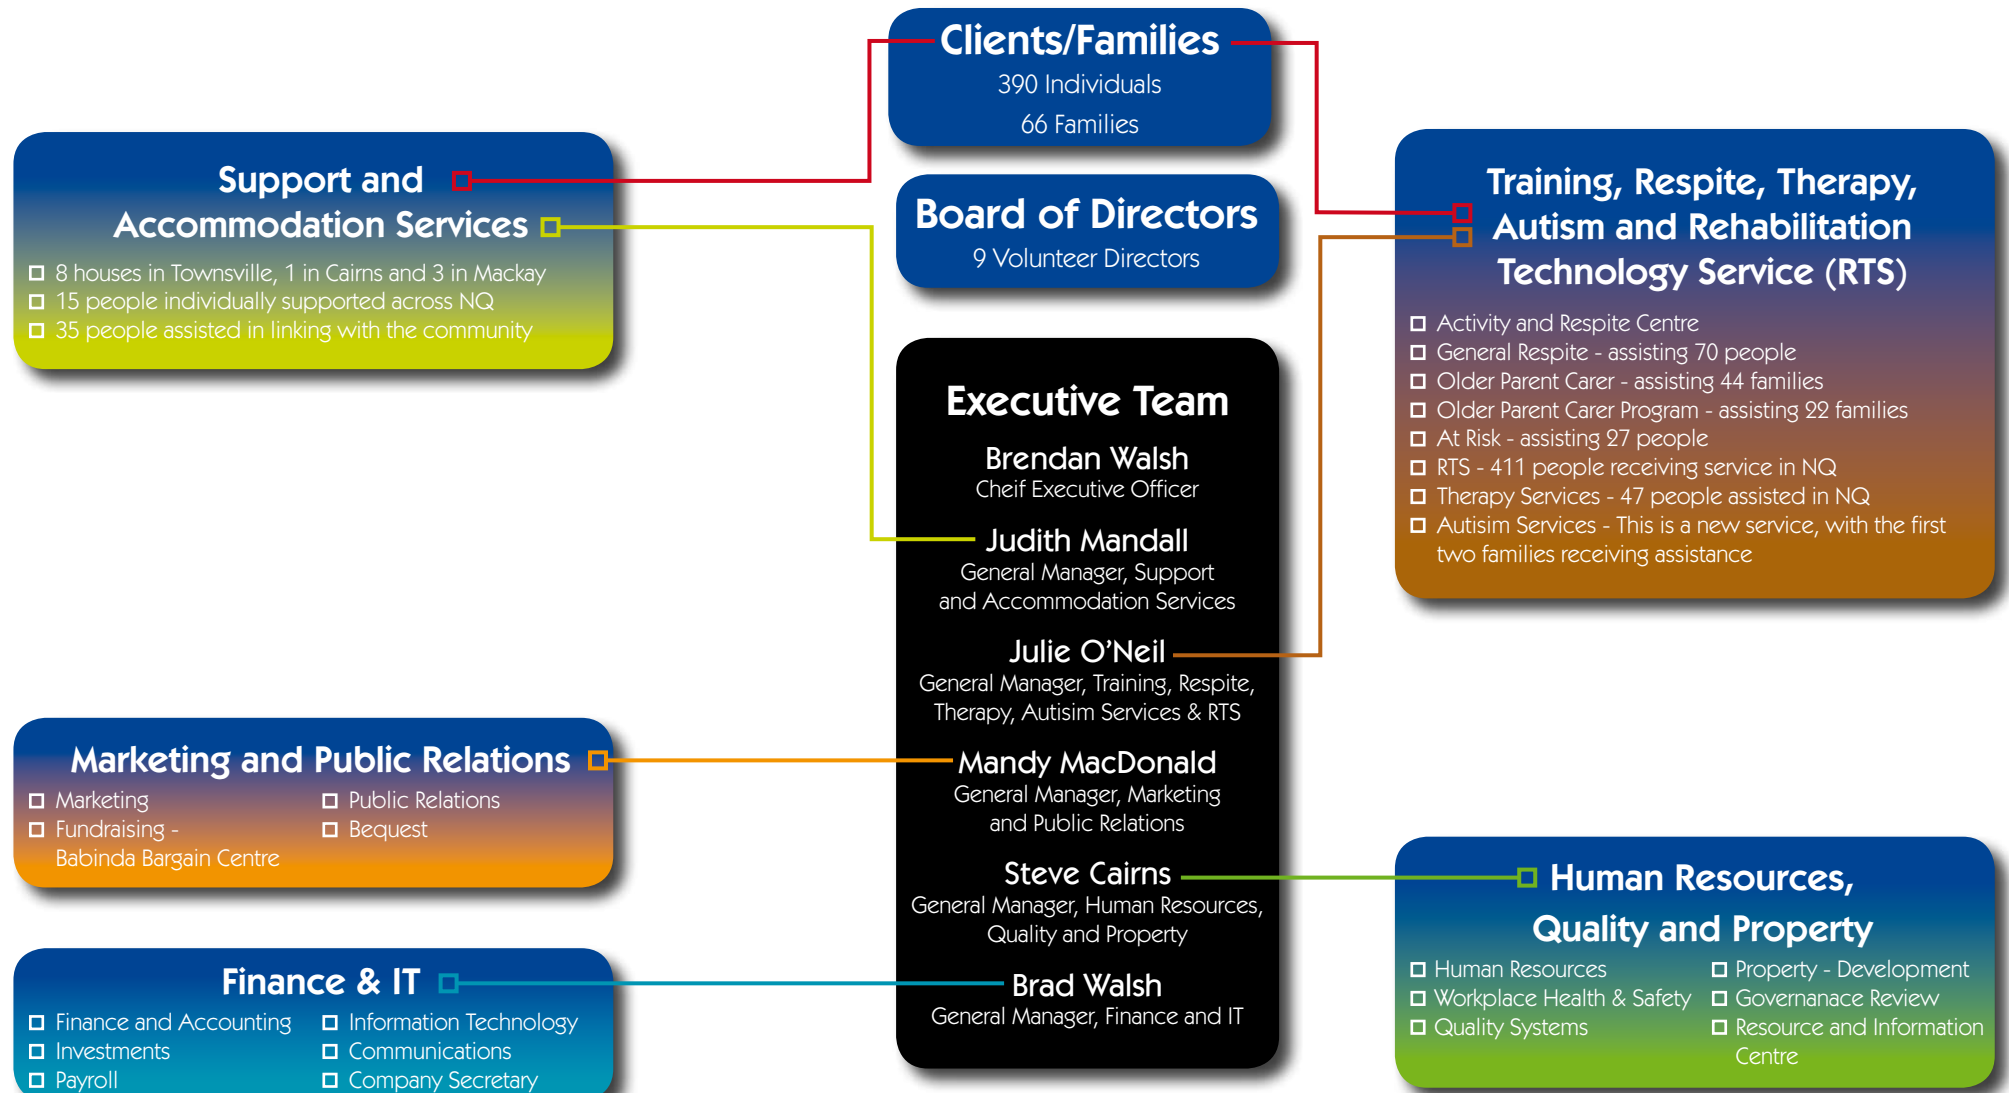 Clients/Families
390 Individuals
66 Families
Board of Directors
9 Volunteer Directors
Support and
Accommodation Services
8 houses in Townsville, 1 in Cairns and 3 in Mackay
15 people individually supported across NQ
35 people assisted in linking with the community
Training, Respite, Therapy,
Autism and Rehabilitation
Technology Service (RTS)
Activity and Respite Centre
General Respite - assisting 70 people
Older Parent Carer - assisting 44 families
Older Parent Carer Program - assisting 22 families
At Risk - assisting 27 people
RTS - 411 people receiving service in NQ
Therapy Services - 47 people assisted in NQ
Autisim Services - This is a new service, with the first
two families receiving assistance
Executive Team
Brendan Walsh
Cheif Executive Officer
Judith Mandall
General Manager, Support
and Accommodation Services
Julie O'Neil
General Manager, Training, Respite,
Therapy, Autisim Services & RTS
Mandy MacDonald
General Manager, Marketing
and Public Relations
Steve Cairns
General Manager, Human Resources,
Quality and Property
Brad Walsh
General Manager, Finance and IT
Marketing and Public Relations
Marketing
Fundraising -
Babinda Bargain Centre
Public Relations
Bequest
Finance & IT
Finance and Accounting
Investments
Payroll
Information Technology
Communications
Company Secretary
Human Resources,
Quality and Property
Human Resources
Workplace Health & Safety
Quality Systems
Property - Development
Governanace Review
Resource and Information
Centre